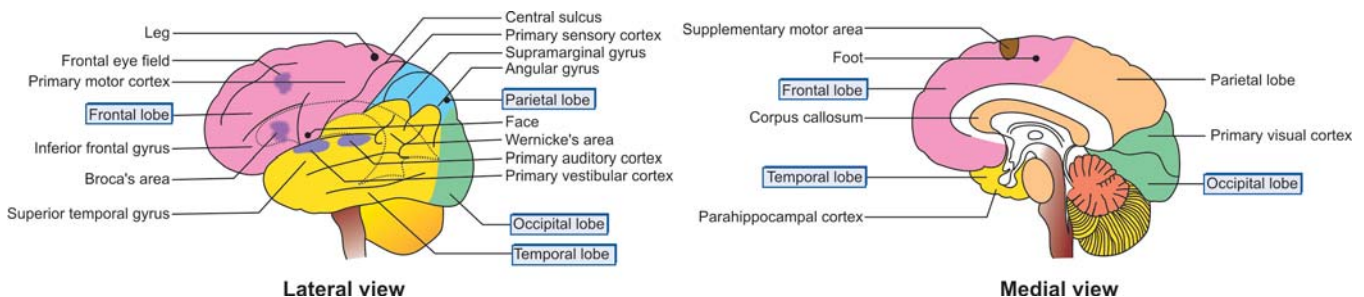 Leg
Frontal eye field
Primary motor cortex
Frontal lobe
Inferior frontal gyrus
Broca's area
Superior temporal gyrus
Central sulcus
Primary sensory cortex
Supramarginal gyrus
Angular gyrus
Parietal lobe
Face
Wernicke's area
Primary auditory cortex
Primary vestibular cortex
Occipital lobe
Temporal lobe
Lateral view
Supplementary motor area
Foot
Frontal lobe
Corpus callosum
Temporal lobe
Parahippocampal cortex
Parietal lobe
Primary visual cortex
Occipital lobe
Medial view